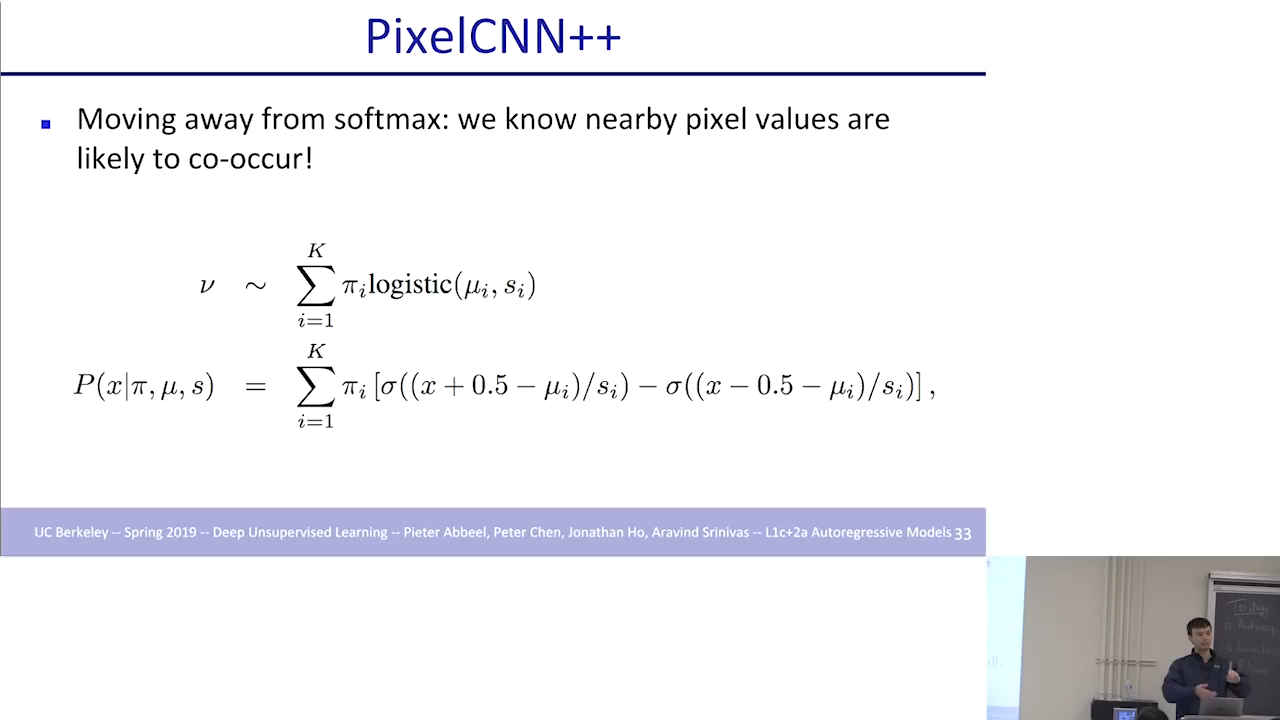 PixelCNN++
Moving away from softmax: we know nearby pixel values are
likely to co-occur!
ν ∼ ∑_{i=1}^{K} π_i logistic(μ_i, s_i)
P(x|π, μ, s) = ∑_{i=1}^{K} π_i [σ((x + 0.5 − μ_i)/s_i) − σ((x − 0.5 − μ_i)/s_i)] ,
UC Berkeley -- Spring 2019 -- Deep Unsupervised Learning -- Pieter Abbeel, Peter Chen, Jonathan Ho, Aravind Srinivas -- L1c+2a Autoregressive Models 33
Today